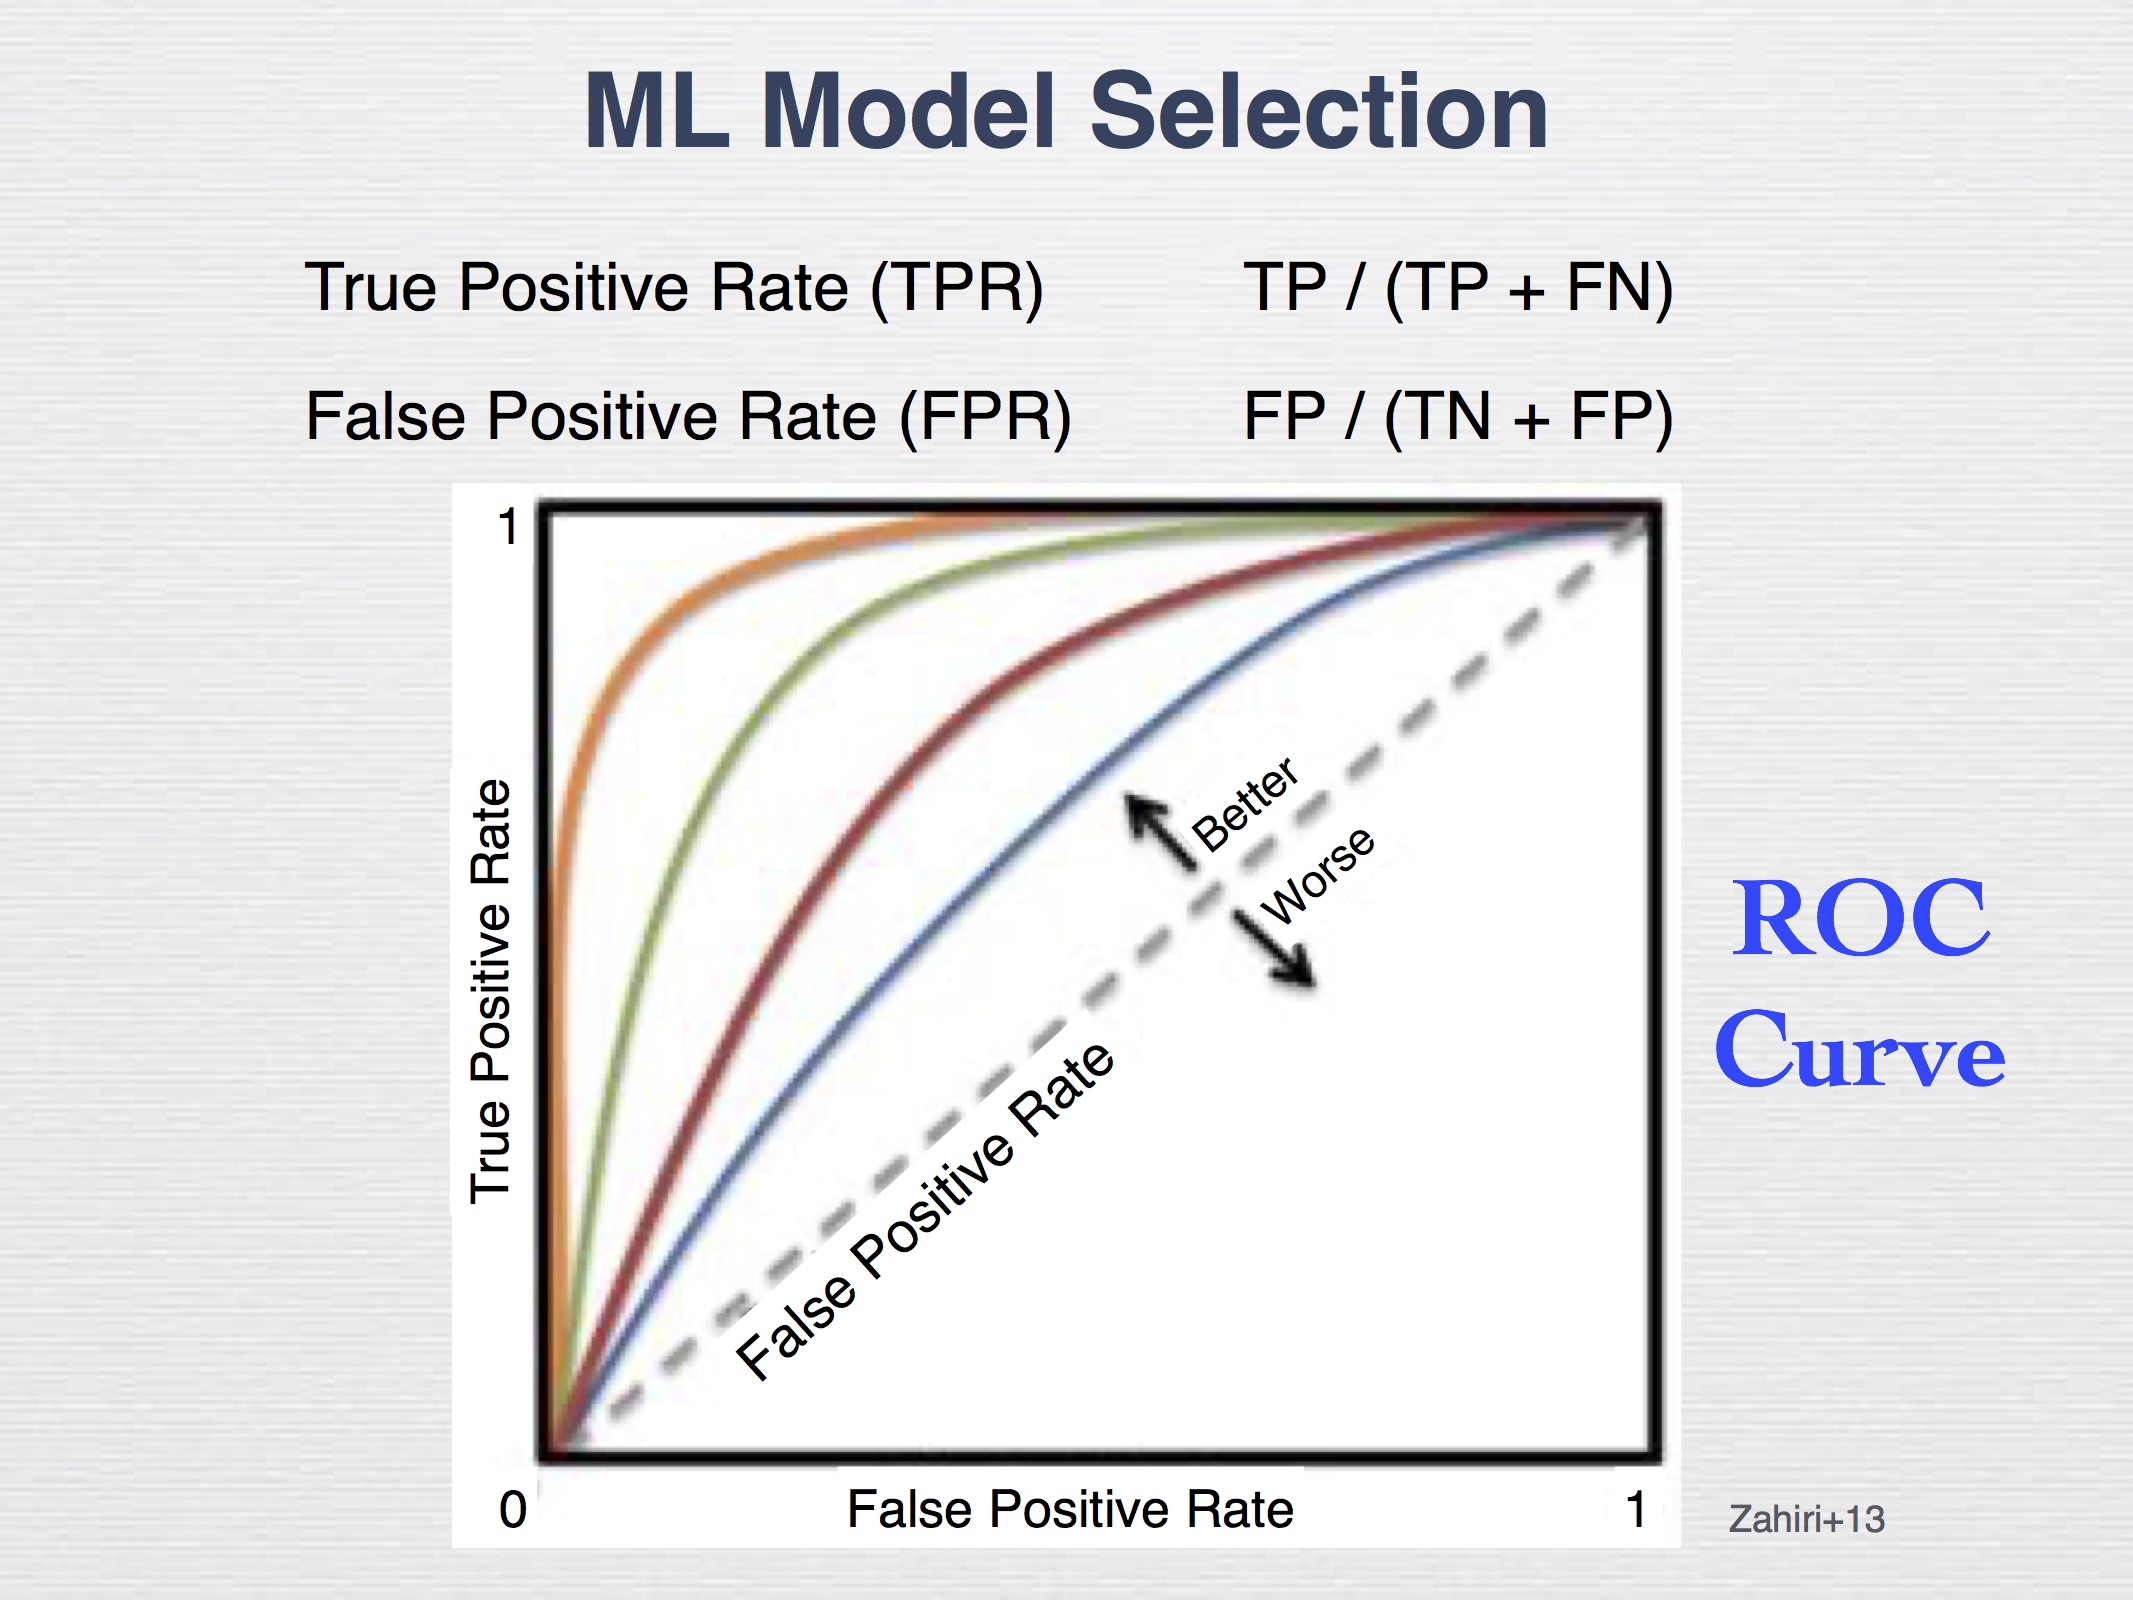 ML Model Selection
True Positive Rate (TPR) TP / (TP + FN)
False Positive Rate (FPR) FP / (TN + FP)
1
True Positive Rate
Better
Worse
False Positive Rate
ROC
Curve
0 False Positive Rate 1
Zahiri+13